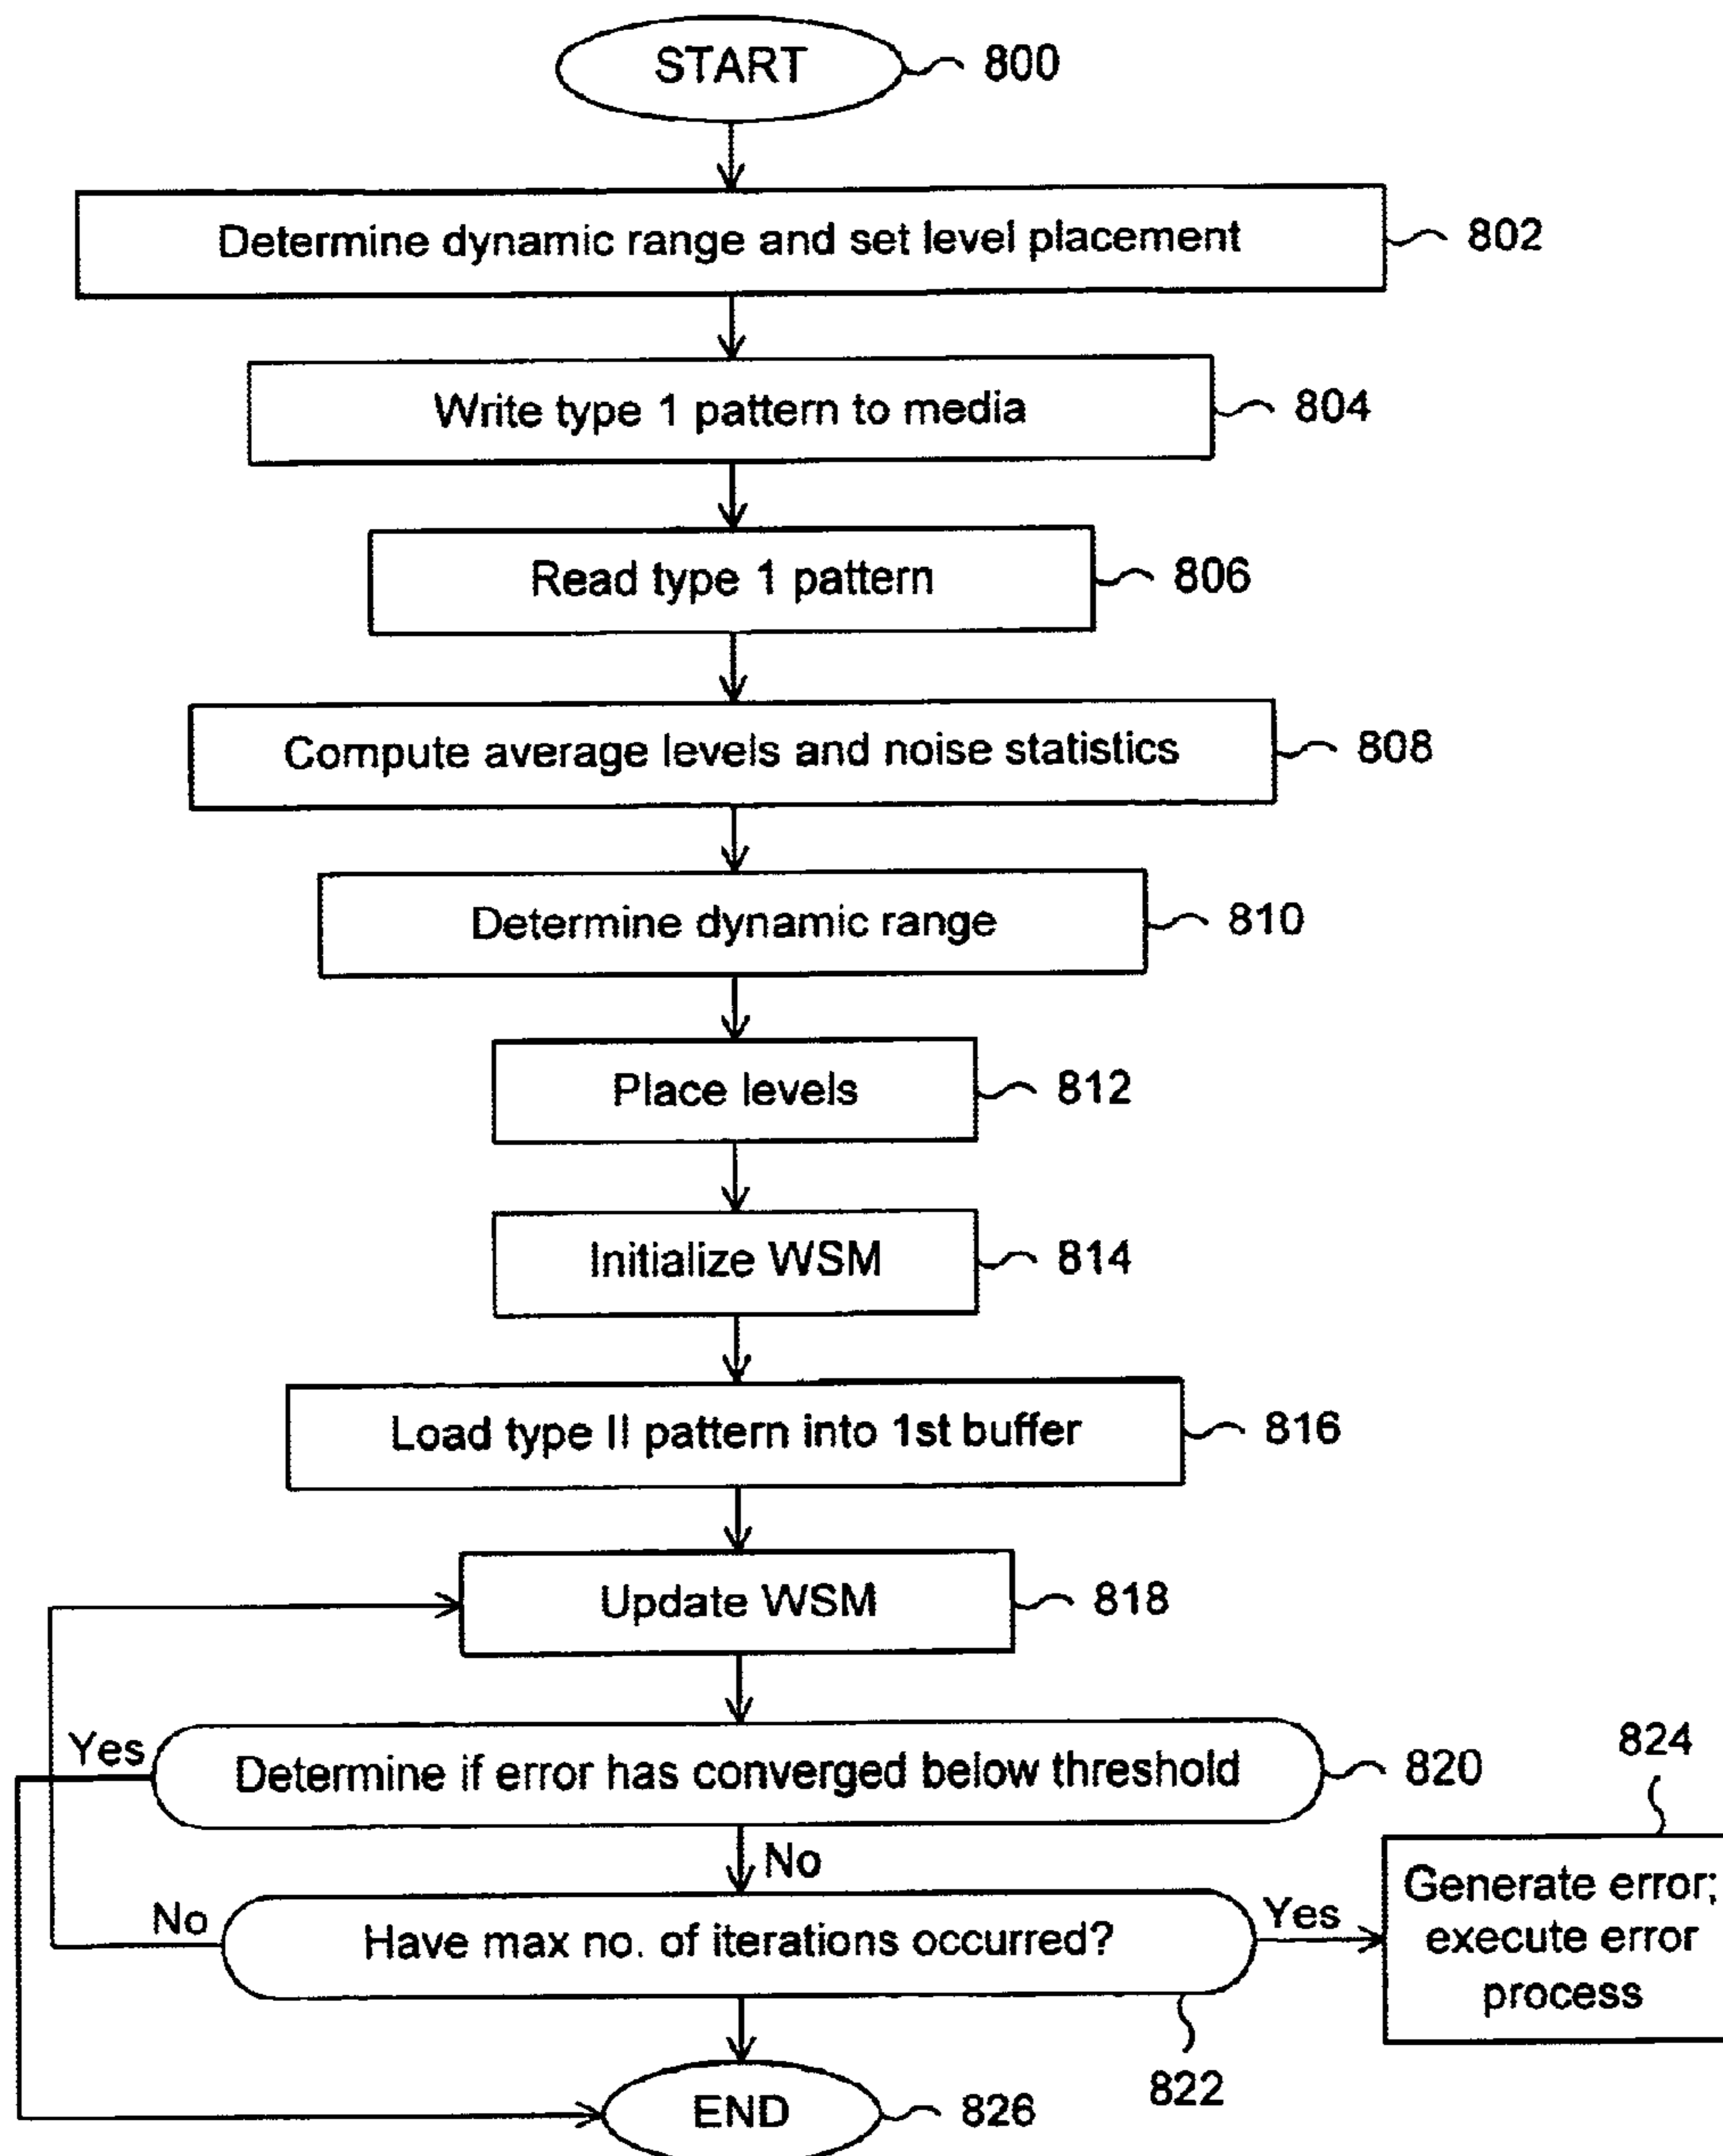 START 800
Determine dynamic range and set level placement 802
Write type 1 pattern to media 804
Read type 1 pattern 806
Compute average levels and noise statistics 808
Determine dynamic range 810
Place levels 812
Initialize WSM 814
Load type II pattern into 1st buffer 816
Update WSM 818
Yes
Determine if error has converged below threshold 820
824
No
No
Have max no. of iterations occurred?
Yes
Generate error;
execute error
process
822
END 826